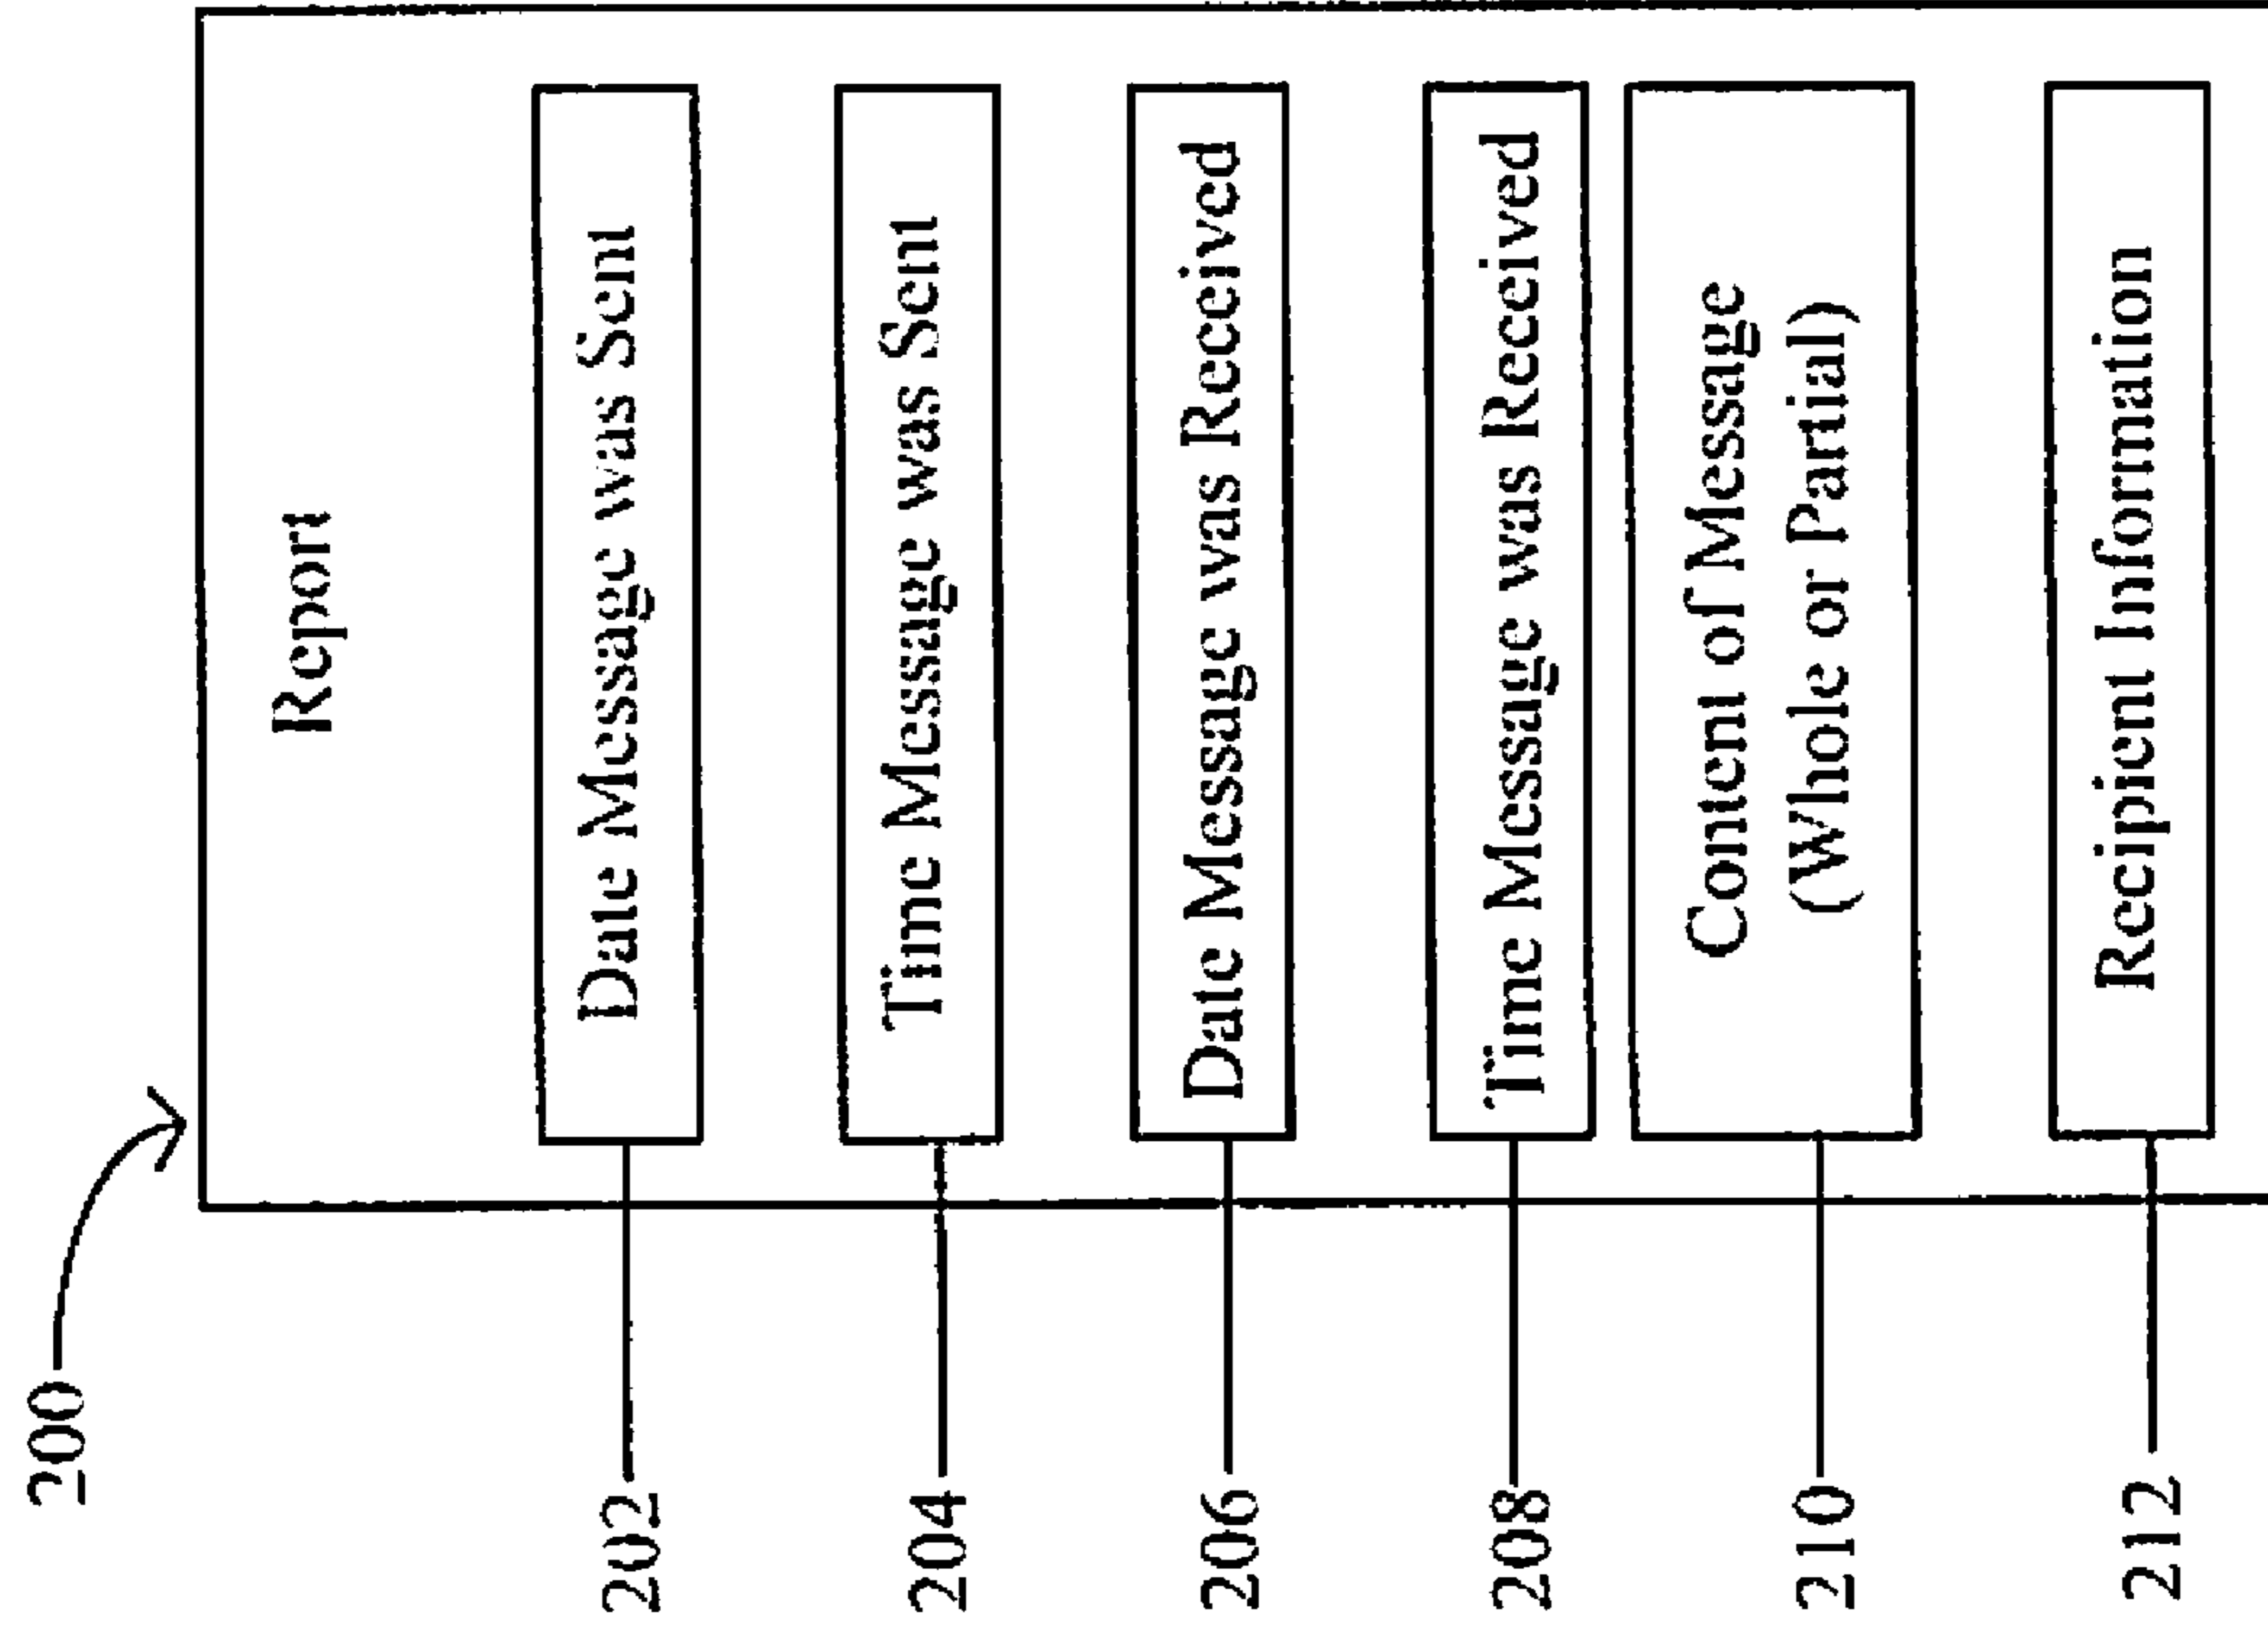 200
Report
202
Date Message was Sent
204
Time Message was Sent
206
Date Message was Received
208
Time Message was Received
210
Content of Message
(Whole or Partial)
212
Recipient Information